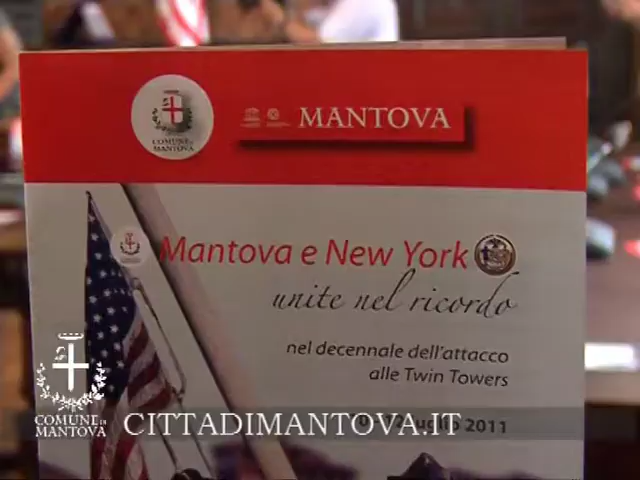 COMUNE DI
MANTOVA
MANTOVA
Mantova e New York
unite nel ricordo
nel decennale dell'attacco
alle Twin Towers
luglio 2011
COMUNE DI
MANTOVA
CITTADIMANTOVA.IT